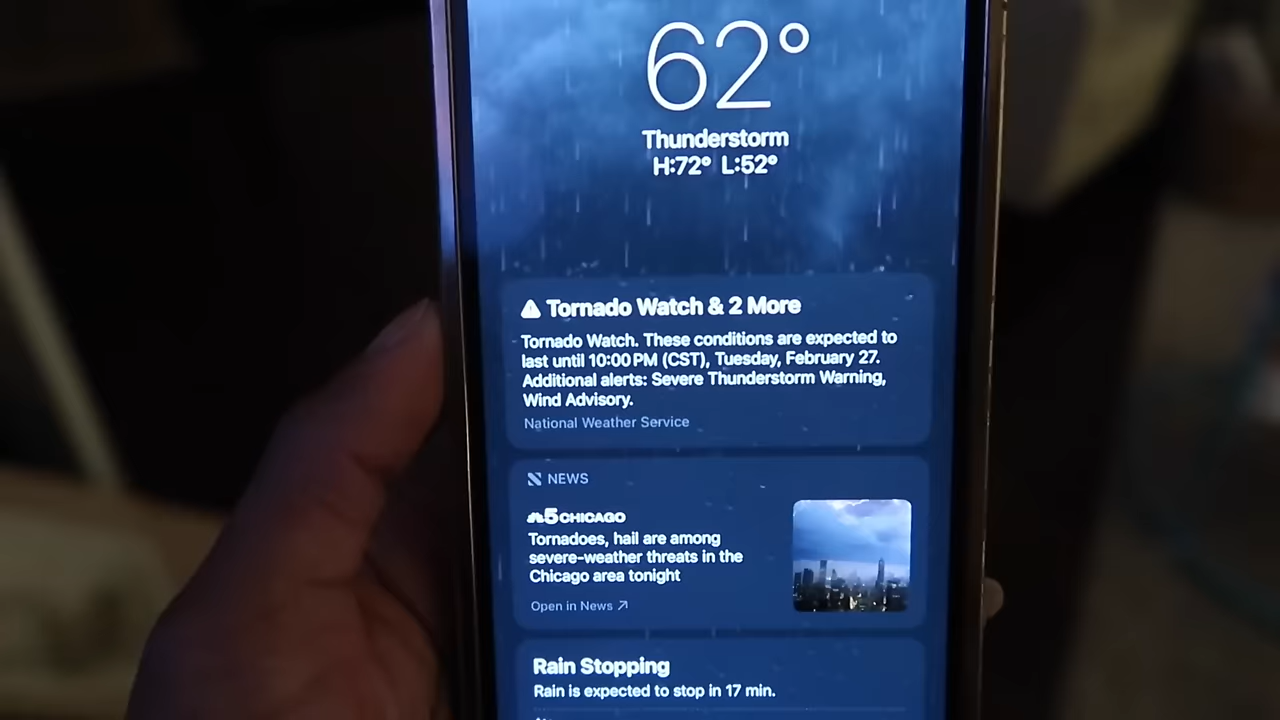 62°
Thunderstorm
H:72° L:52°
Tornado Watch & 2 More
Tornado Watch. These conditions are expected to
last until 10:00 PM (CST), Tuesday, February 27.
Additional alerts: Severe Thunderstorm Warning,
Wind Advisory.
National Weather Service
NEWS
5 CHICAGO
Tornadoes, hail are among
severe-weather threats in the
Chicago area tonight
Open in News ↗
Rain Stopping
Rain is expected to stop in 17 min.